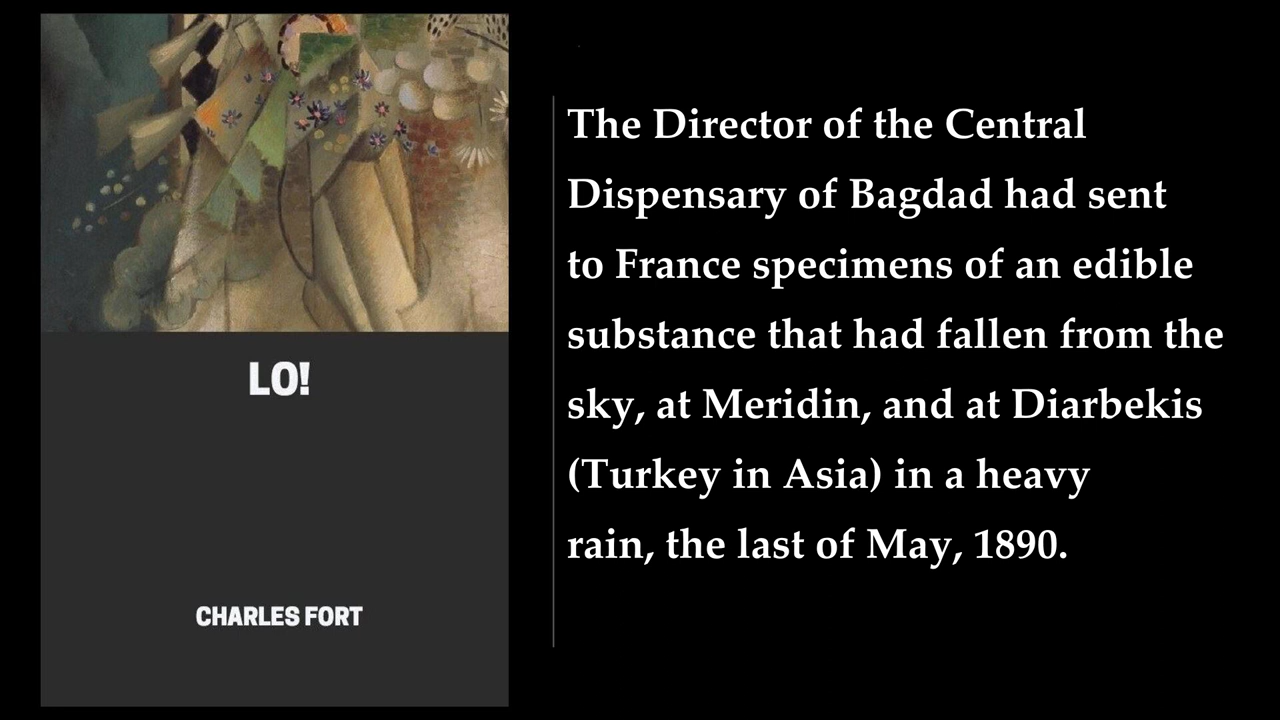 LO!
CHARLES FORT
The Director of the Central
Dispensary of Bagdad had sent
to France specimens of an edible
substance that had fallen from the
sky, at Meridin, and at Diarbekis
(Turkey in Asia) in a heavy
rain, the last of May, 1890.